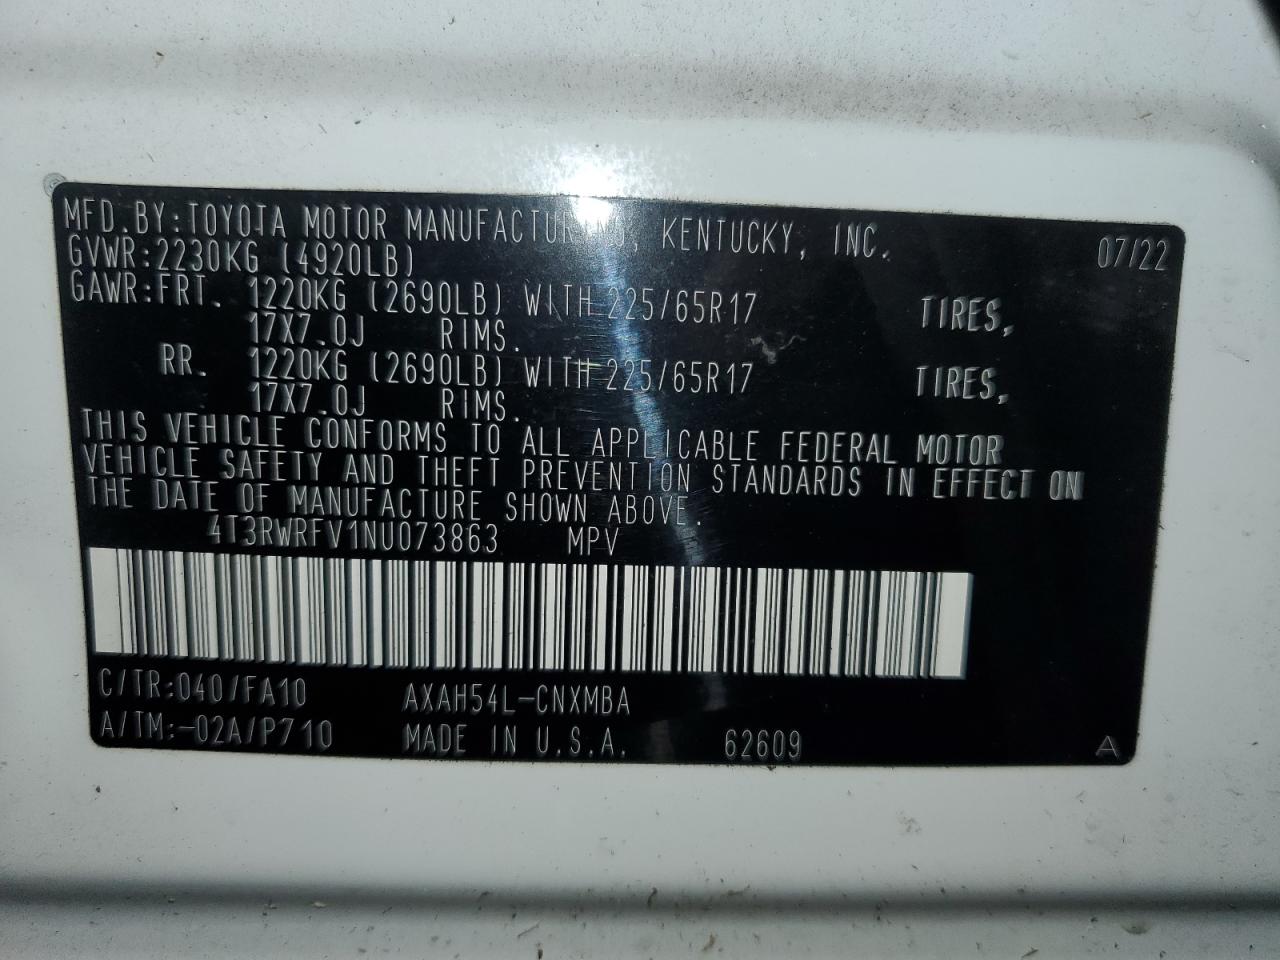 MFD. BY: TOYOTA MOTOR MANUFACTURING, KENTUCKY, INC. 07/22
GVWR: 2230KG (4920LB)
GAWR: FRT. 1220KG (2690LB) WITH 225/65R17 TIRES,
17X7.0J RIMS.
RR. 1220KG (2690LB) WITH 225/65R17 TIRES,
17X7.0J RIMS.
THIS VEHICLE CONFORMS TO ALL APPLICABLE FEDERAL MOTOR
VEHICLE SAFETY AND THEFT PREVENTION STANDARDS IN EFFECT ON
THE DATE OF MANUFACTURE SHOWN ABOVE.
4T3RWRFV1NU073863 MPV
C/TR:040/FA10 AXAH54L-CNXMBA
A/TM:-02A/P710 MADE IN U.S.A. 62609 A